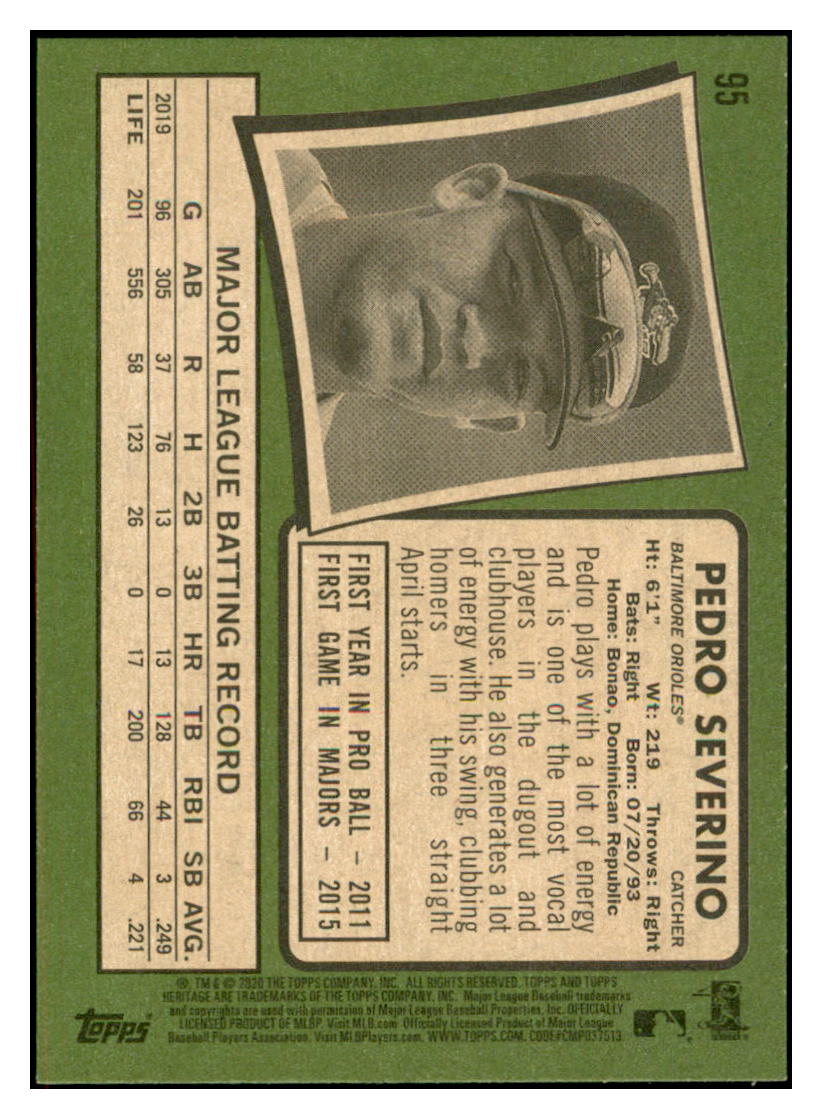 95
PEDRO SEVERINO
BALTIMORE ORIOLES® CATCHER
Ht: 6'1" Wt: 219 Throws: Right
Bats: Right Born: 07/20/93
Home: Bonao, Dominican Republic
Pedro plays with a lot of energy
and is one of the most vocal
players in the dugout and
clubhouse. He also generates a lot
of energy with his swing, clubbing
homers in three straight
April starts.
FIRST YEAR IN PRO BALL – 2011
FIRST GAME IN MAJORS – 2015
MAJOR LEAGUE BATTING RECORD
G AB R H 2B 3B HR TB RBI SB AVG.
2019 96 305 37 76 13 0 13 128 44 3 .249
LIFE 201 556 58 123 26 0 17 200 66 4 .221
®, TM & © 2020 THE TOPPS COMPANY, INC. ALL RIGHTS RESERVED. TOPPS AND TOPPS
HERITAGE ARE TRADEMARKS OF THE TOPPS COMPANY, INC. Major League Baseball trademarks
and copyrights are used with permission of Major League Baseball Properties, Inc. OFFICIALLY
LICENSED PRODUCT OF MLBP. Visit MLB.com Officially Licensed Product of Major League
Baseball Players Association. Visit MLBPlayers.com. WWW.TOPPS.COM. CODE#CMP037513
topps®